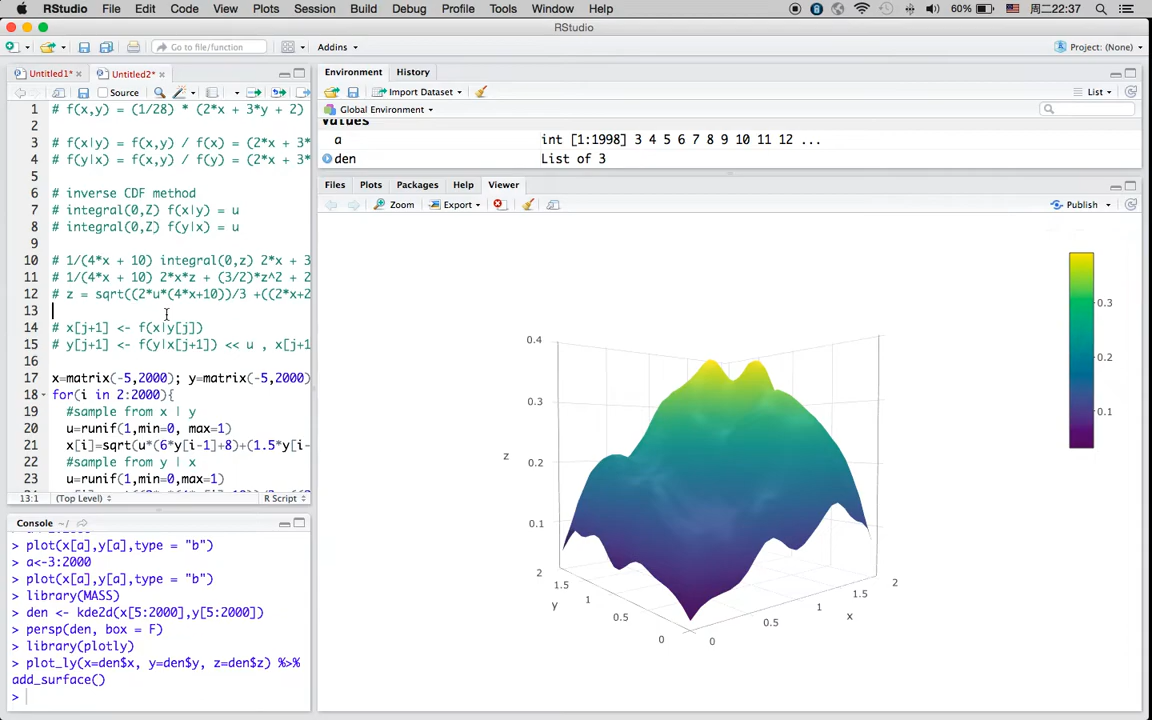 RStudio File Edit Code View Plots Session Build Debug Profile Tools Window Help 60% 周二22:37
RStudio
Go to file/function Addins Project: (None)
Untitled1* Untitled2*
Source
1 # f(x,y) = (1/28) * (2*x + 3*y + 2)
2
3 # f(x|y) = f(x,y) / f(x) = (2*x + 3*
4 # f(y|x) = f(x,y) / f(y) = (2*x + 3*
5
6 # inverse CDF method
7 # integral(0,Z) f(x|y) = u
8 # integral(0,Z) f(y|x) = u
9
10 # 1/(4*x + 10) integral(0,z) 2*x + 3
11 # 1/(4*x + 10) 2*x*z + (3/2)*z^2 + 2
12 # z = sqrt((2*u*(4*x+10))/3 +((2*x+2
13
14 # x[j+1] <- f(x|y[j])
15 # y[j+1] <- f(y|x[j+1]) << u , x[j+1
16
17 x=matrix(-5,2000); y=matrix(-5,2000)
18 for(i in 2:2000){
19 #sample from x | y
20 u=runif(1,min=0, max=1)
21 x[i]=sqrt(u*(6*y[i-1]+8)+(1.5*y[i-
22 #sample from y | x
23 u=runif(1,min=0,max=1)
13:1 (Top Level) R Script
Console ~/
> plot(x[a],y[a],type = "b")
> a<-3:2000
> plot(x[a],y[a],type = "b")
> library(MASS)
> den <- kde2d(x[5:2000],y[5:2000])
> persp(den, box = F)
> library(plotly)
> plot_ly(x=den$x, y=den$y, z=den$z) %>%
add_surface()
>
Environment History
Import Dataset List
Global Environment
Values
a int [1:1998] 3 4 5 6 7 8 9 10 11 12 ...
den List of 3
Files Plots Packages Help Viewer
Zoom Export Publish
0.4
0.3
z
0.2
0.1
2
1.5
1
y
0.5
0
0
0.5
1
x
1.5
2
0.3
0.2
0.1